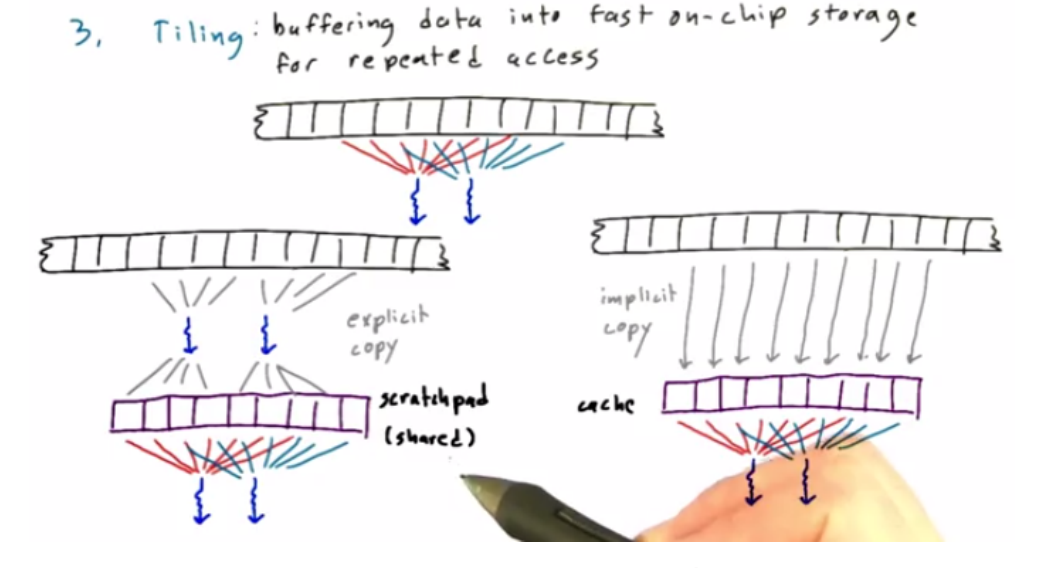 3. Tiling: buffering data into fast on-chip storage
for repeated access
explicit
copy
scratchpad
(shared)
implicit
copy
cache